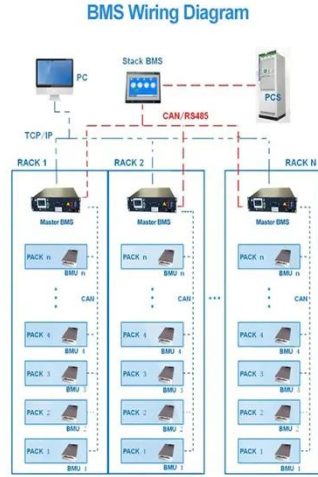 BMS Wiring Diagram
Stack BMS
PC
PCS
CAN/RS485
TCP/IP
RACK 1
RACK 2
RACK N
Master BMS
Master BMS
Master BMS
PACK n
BMU n
PACK n
BMU n
PACK n
BMU n
CAN
CAN
CAN
PACK 4
BMU 4
PACK 4
BMU 4
PACK 4
BMU 4
PACK 3
BMU 3
PACK 3
BMU 3
PACK 3
BMU 3
PACK 2
BMU 2
PACK 2
BMU 2
PACK 2
BMU 2
PACK 1
BMU 1
PACK 1
BMU 1
PACK 1
BMU 1